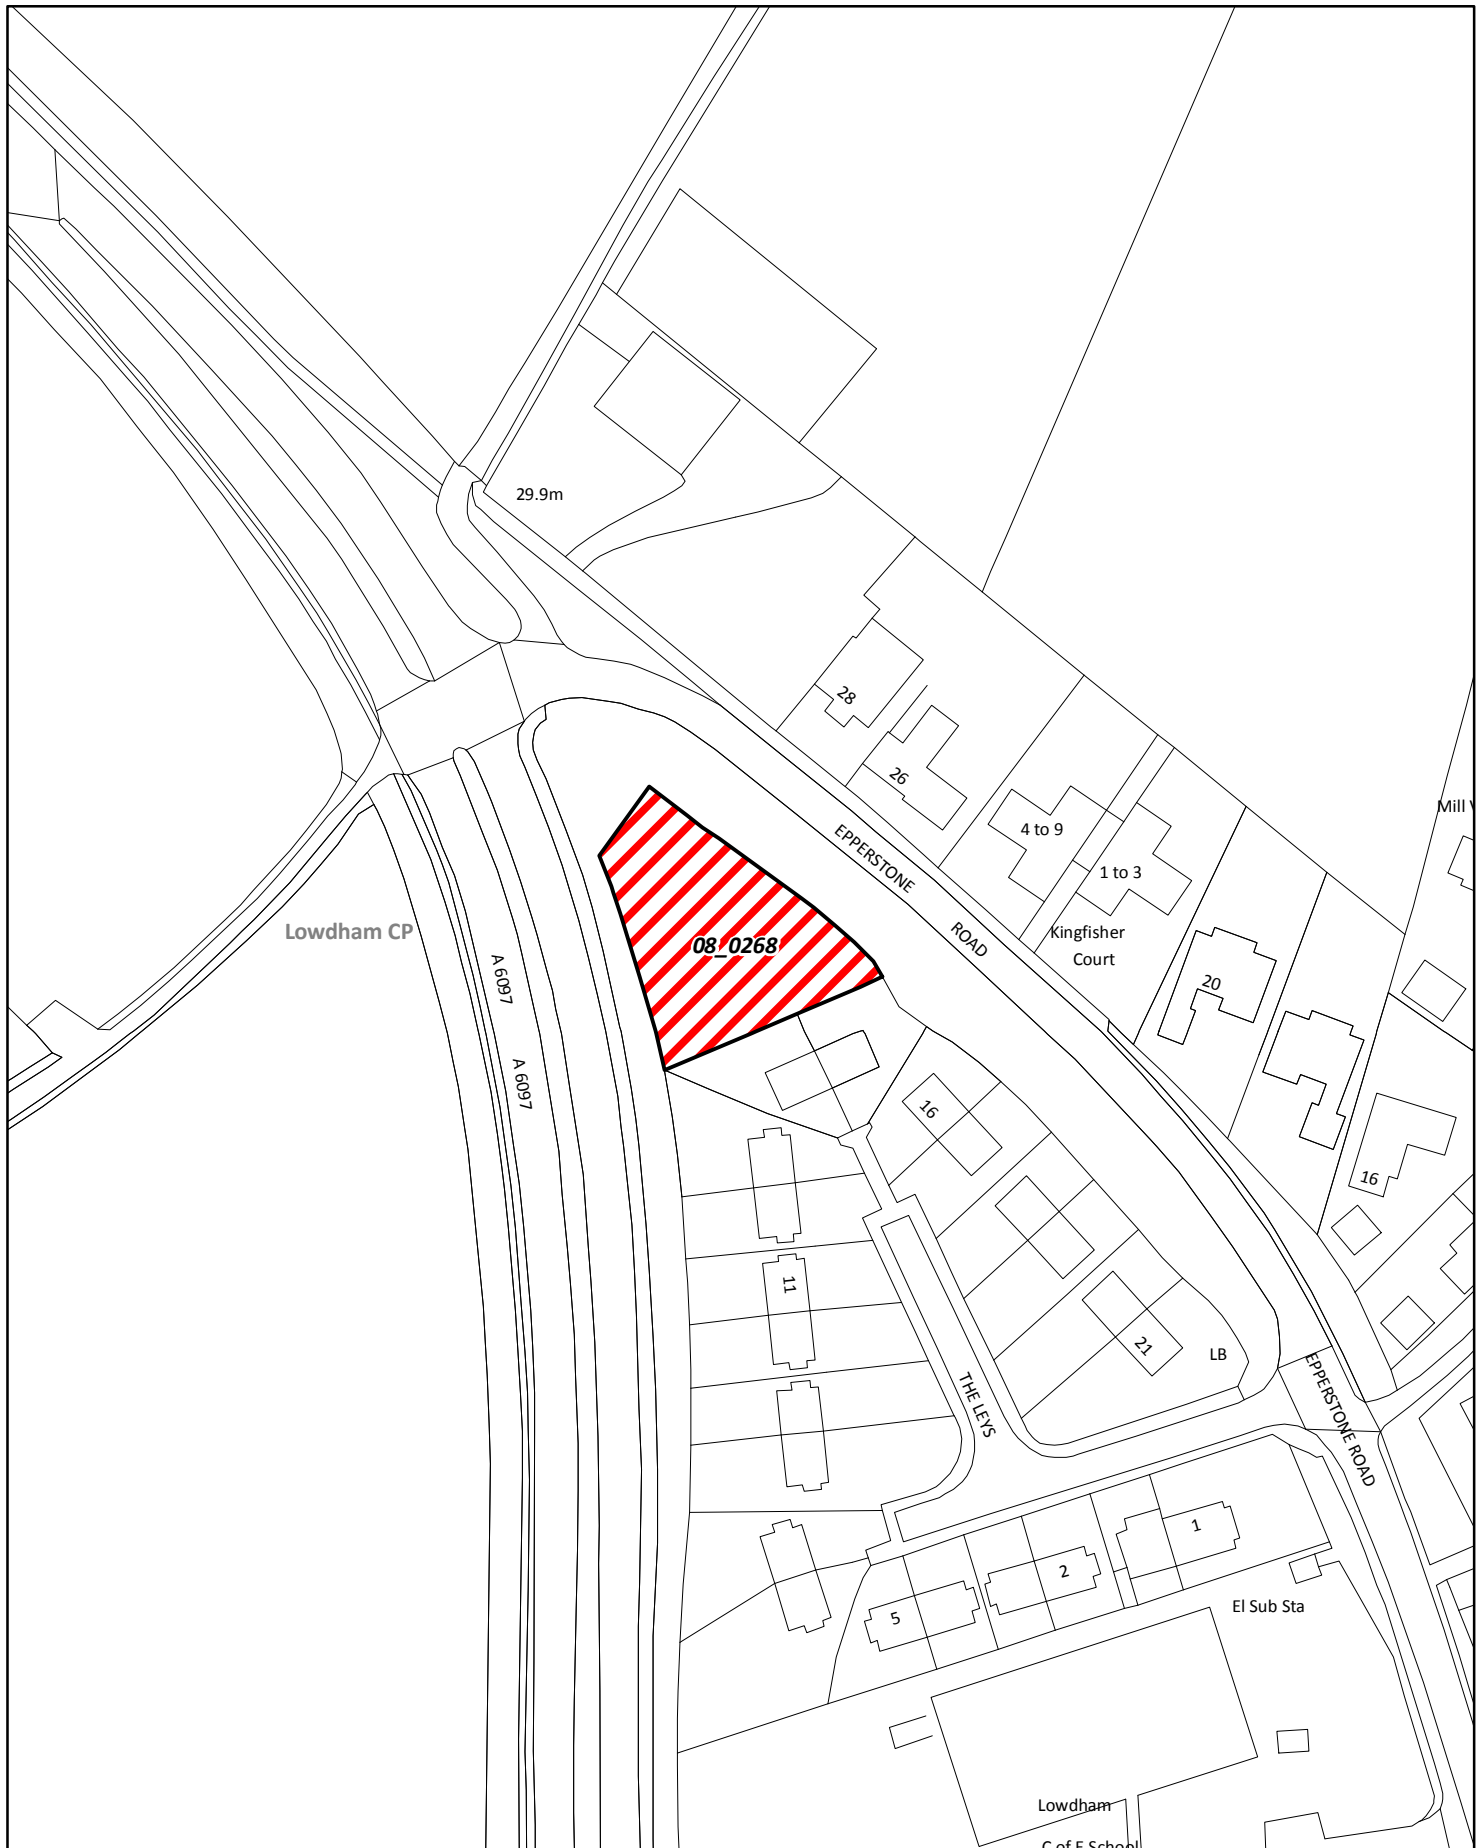 29.9m
28
26
Mill
4 to 9
EPPERSTONE
1 to 3
Lowdham CP
08_0268
ROAD
Kingfisher
Court
A 6097
20
A 6097
16
16
11
21
LB
THE LEYS
EPPERSTONE ROAD
1
2
5
El Sub Sta
Lowdham
C of E School